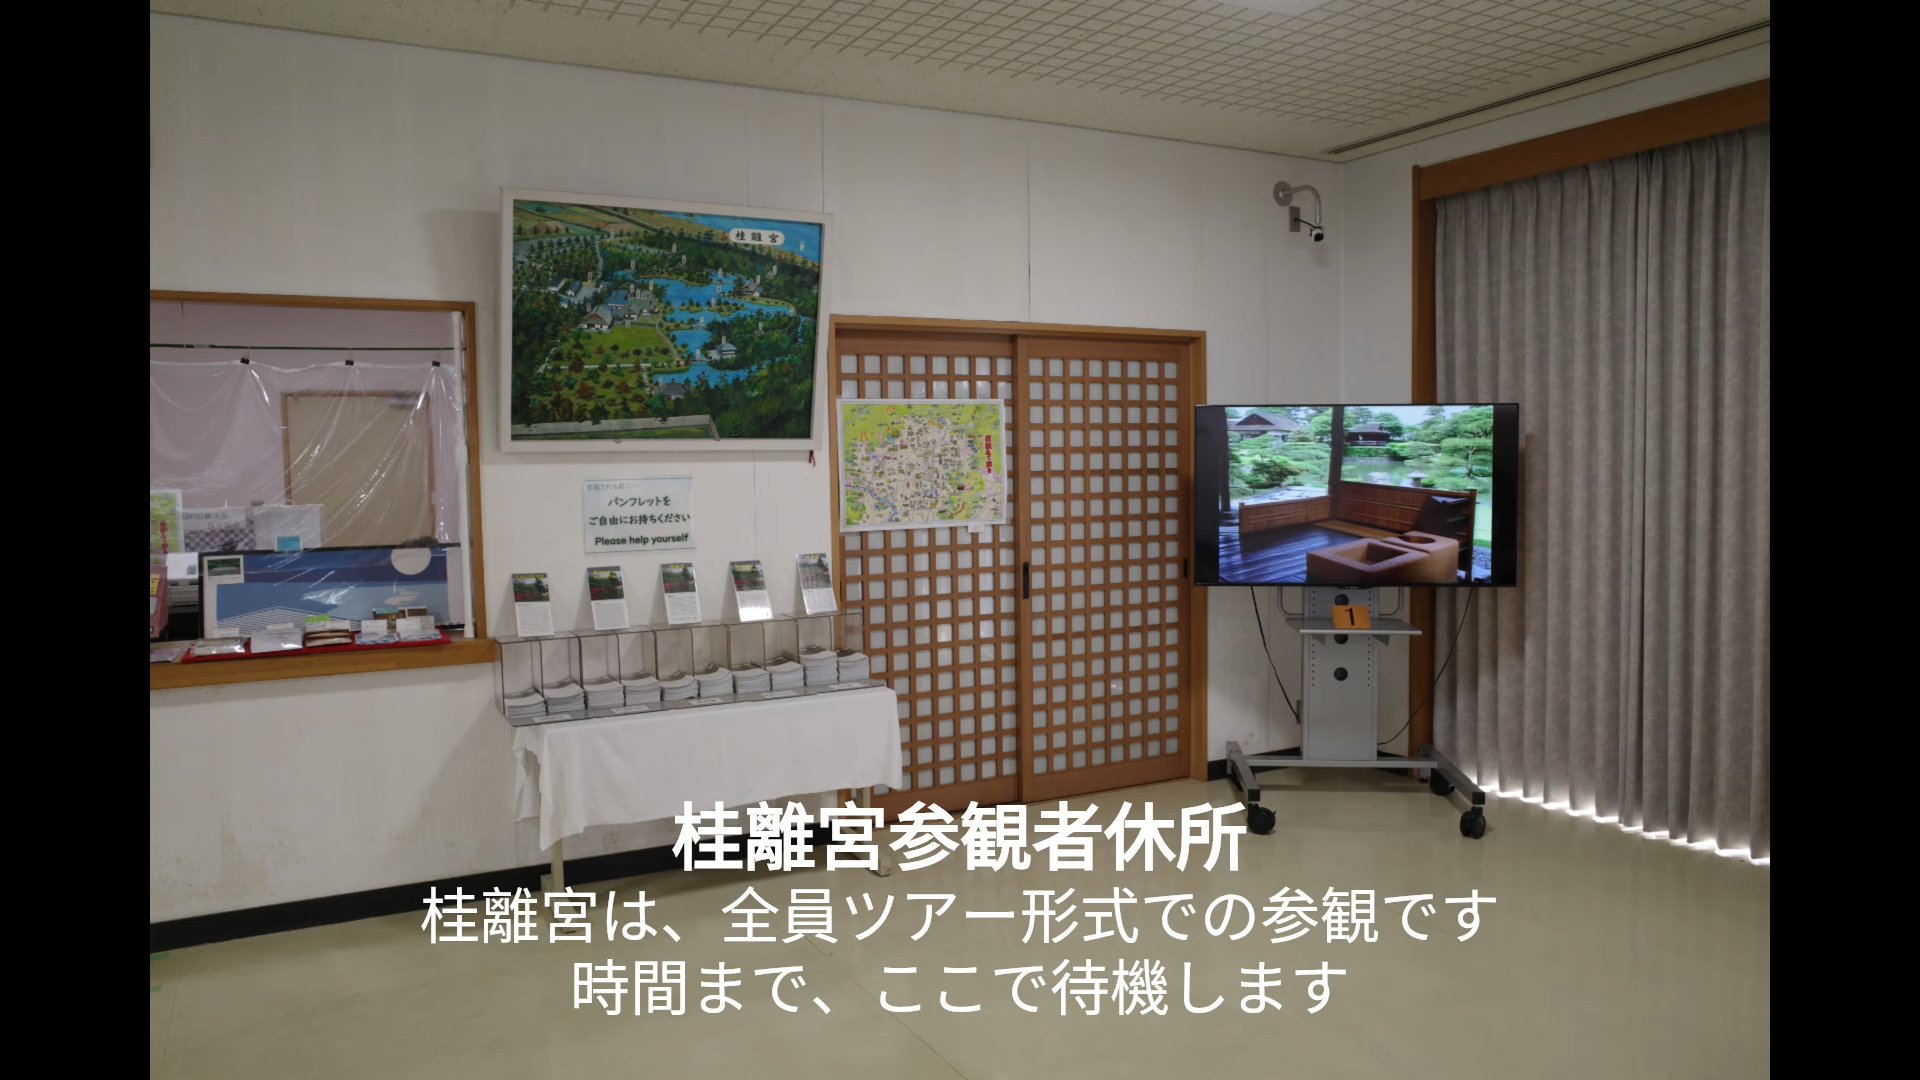 桂離宮
パンフレットを
ご自由にお持ちください
Please help yourself
1
桂離宮参観者休所
桂離宮は、全員ツアー形式での参観です
時間まで、ここで待機します